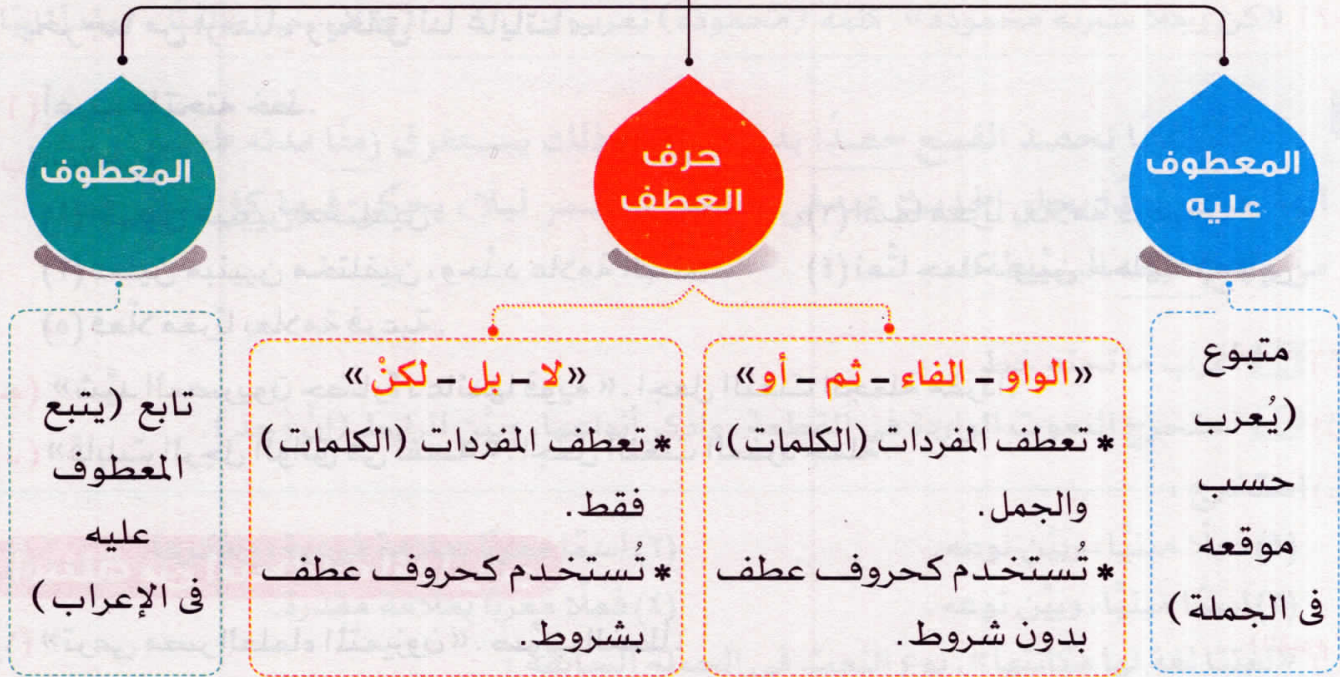 المعطوف
عليه
حرف
العطف
المعطوف
متبوع
(يُعرب
حسب
موقعه
فى الجملة)
«الواو - الفاء - ثم - أو»
* تعطف المفردات (الكلمات)
والجمل.
* تُستخدم كحروف عطف
بدون شروط.
«لا - بل - لكنْ»
* تعطف المفردات (الكلمات)
فقط.
* تُستخدم كحروف عطف
بشروط.
تابع (يتبع
المعطوف
عليه
فى الإعراب)